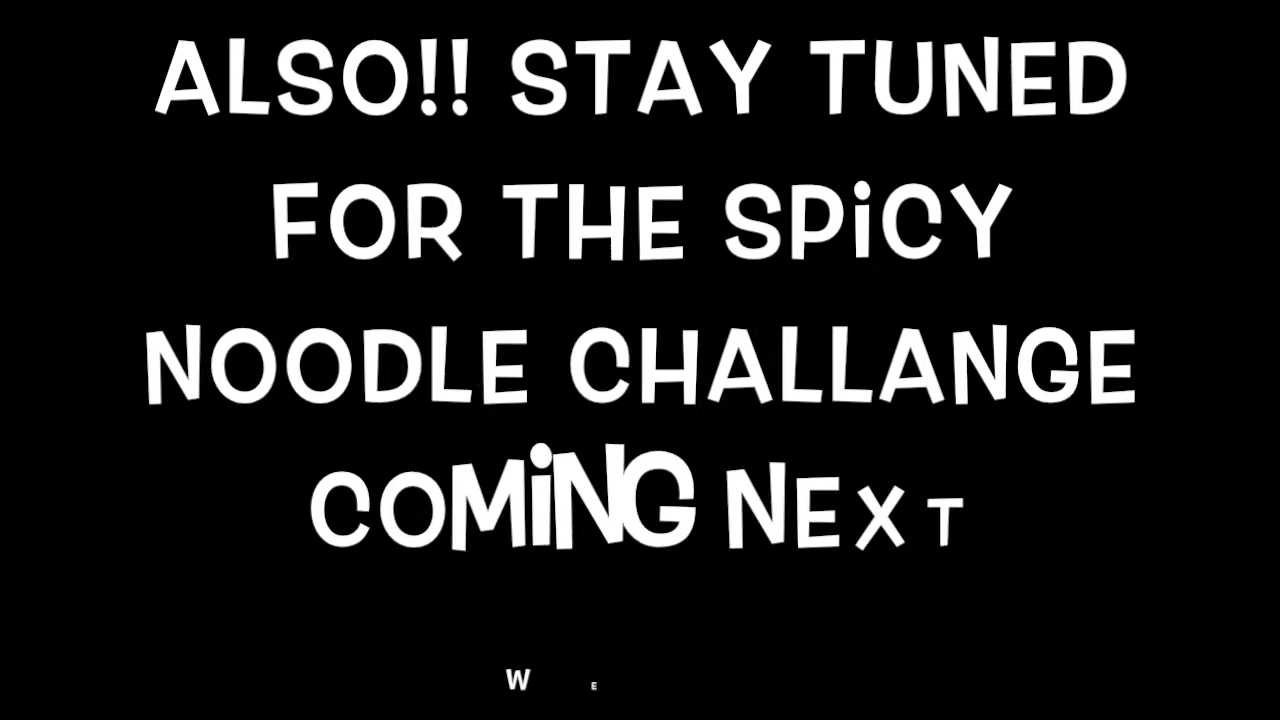 ALSO!! STAY TUNED
FOR THE SPiCY
NOODLE CHALLANGE
COMiNG NEXT
W E